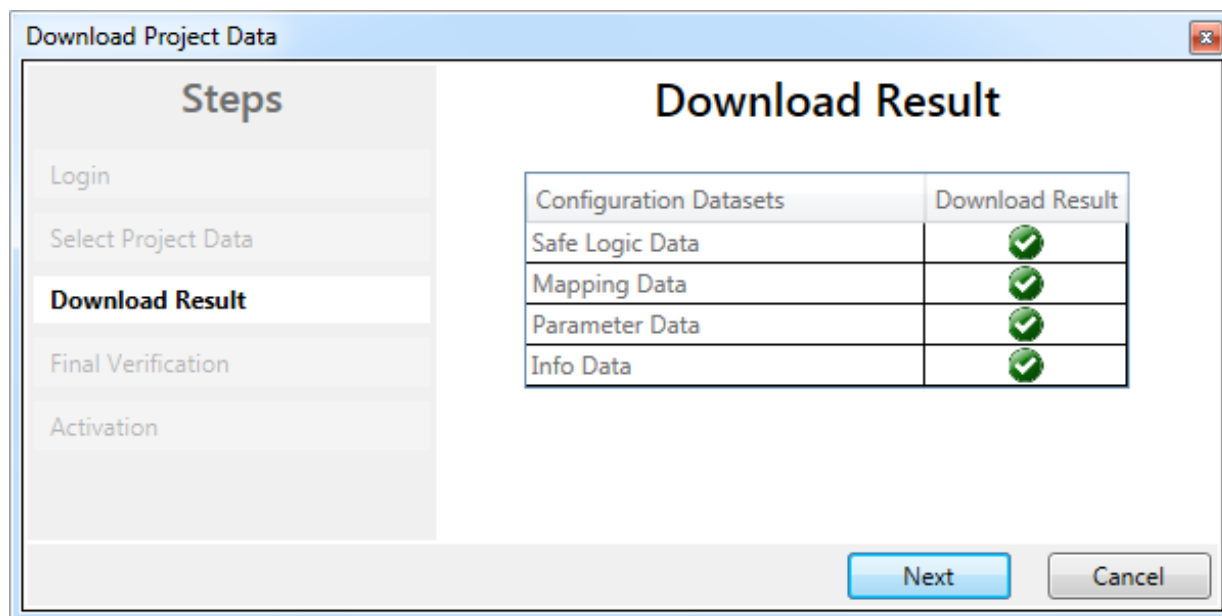 Download Project Data
Steps
Login
Select Project Data
Download Result
Final Verification
Activation
Download Result
Configuration Datasets Download Result
Safe Logic Data
Mapping Data
Parameter Data
Info Data
Next Cancel